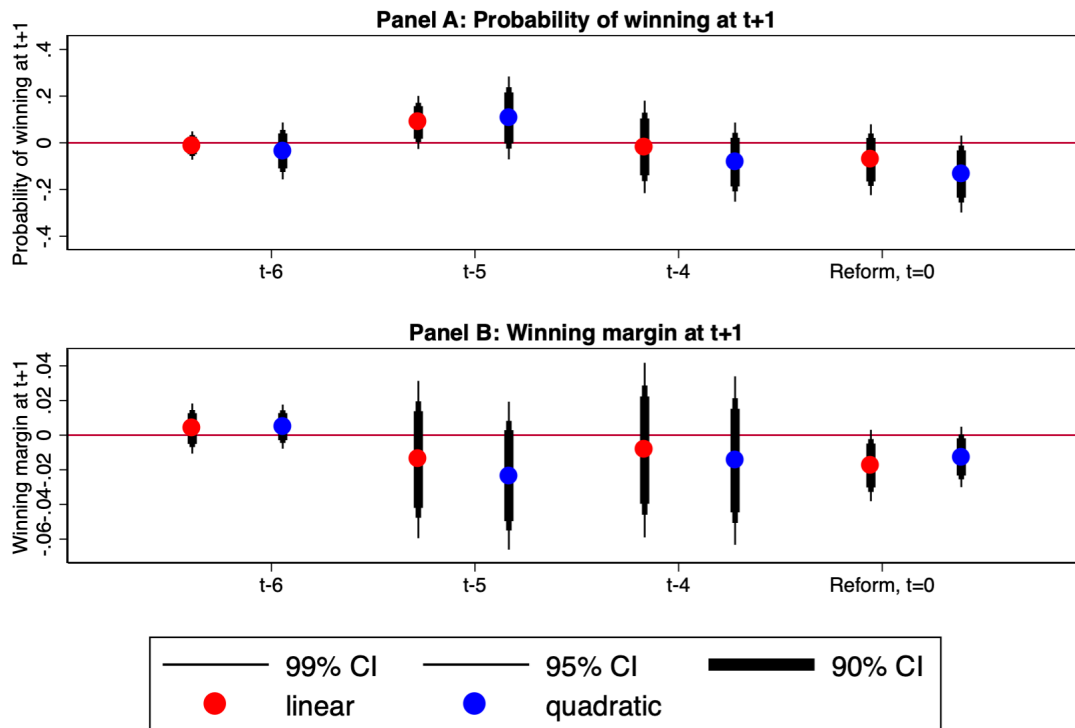 Panel A: Probability of winning at t+1
Probability of winning at t+1
.4
.2
0
-.2
-.4
t-6 t-5 t-4 Reform, t=0
Panel B: Winning margin at t+1
Winning margin at t+1
.04
.02
0
-.02
-.04
-.06
t-6 t-5 t-4 Reform, t=0
99% CI 95% CI 90% CI
linear quadratic